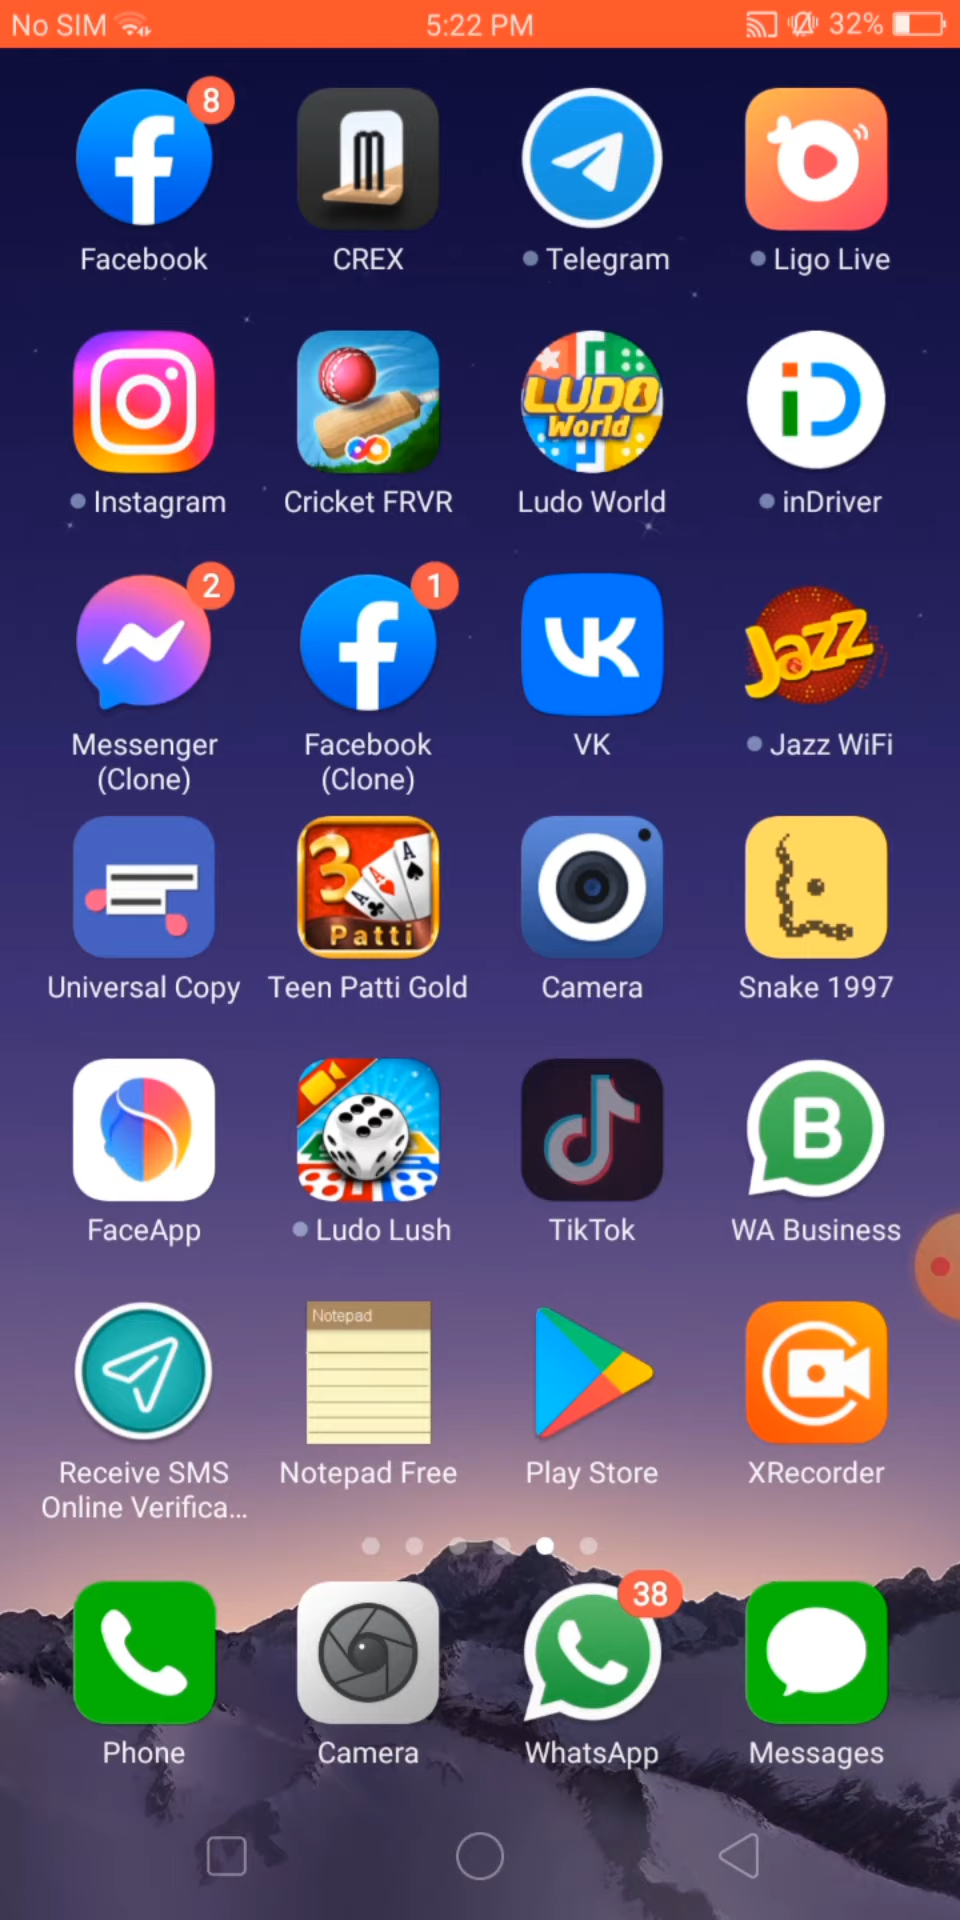 No SIM 5:22 PM 32%
8
Facebook CREX Telegram Ligo Live
LUDO
World
iD
Instagram Cricket FRVR Ludo World inDriver
2 1
VK Jazz
Messenger Facebook VK Jazz WiFi
(Clone) (Clone)
3 A A A
Patti
Universal Copy Teen Patti Gold Camera Snake 1997
B
FaceApp Ludo Lush TikTok WA Business
Notepad
Receive SMS Notepad Free Play Store XRecorder
Online Verifica...
38
Phone Camera WhatsApp Messages